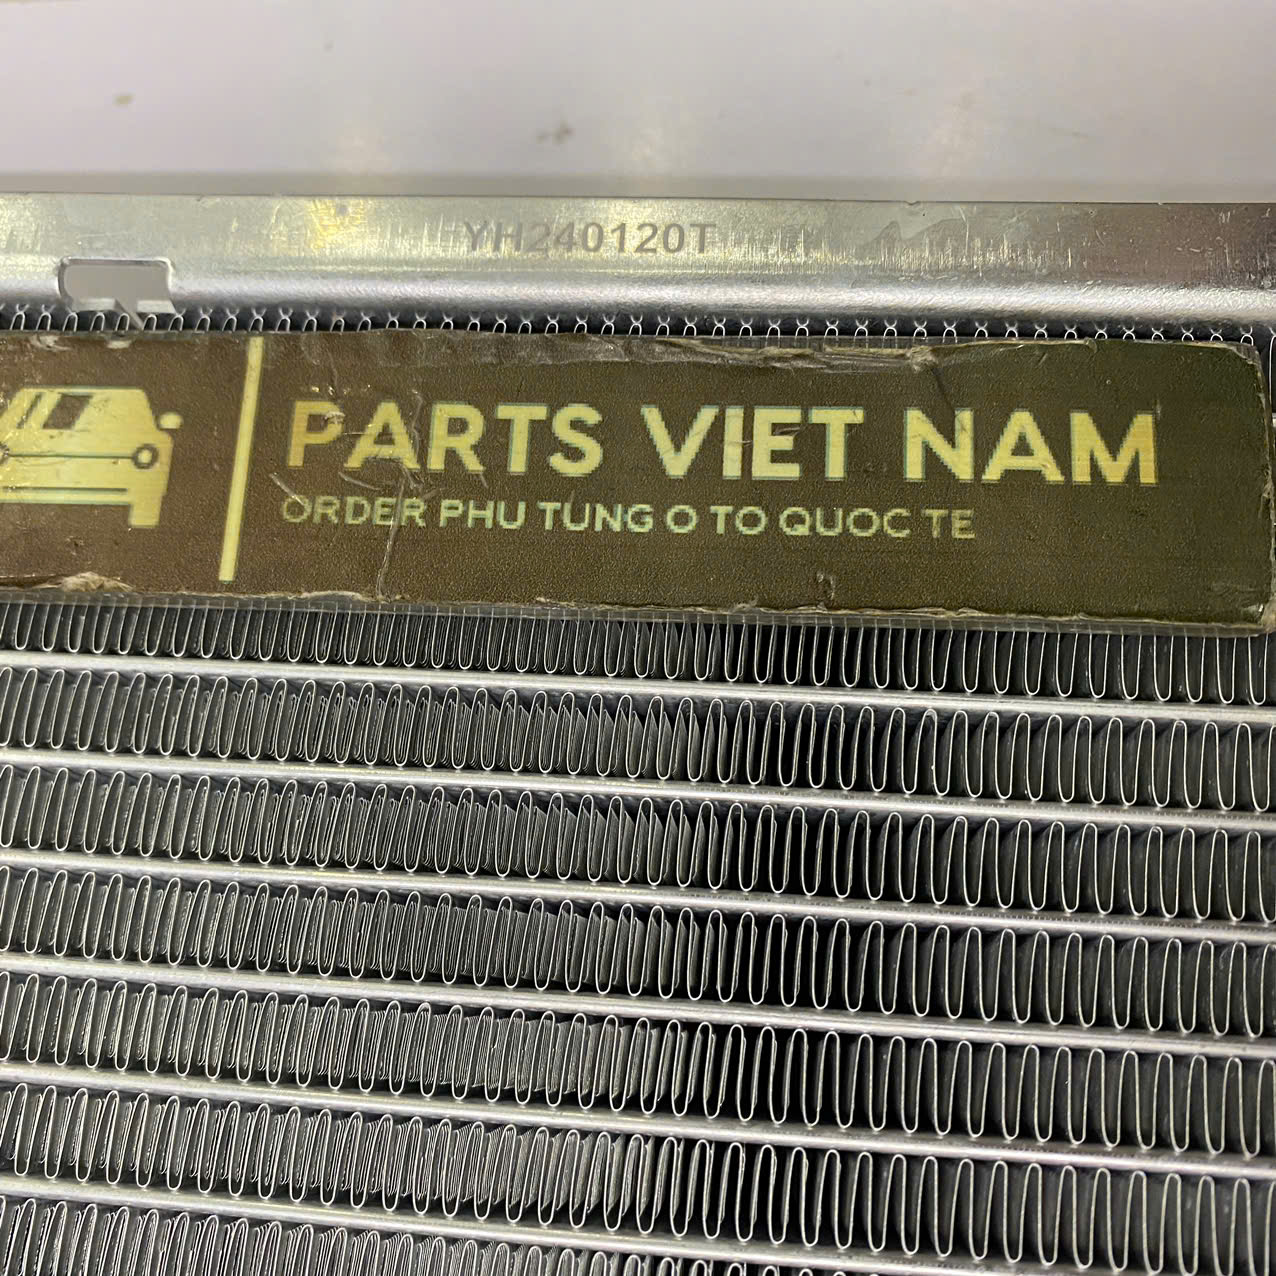 YH240120T
PARTS VIET NAM
ORDER PHU TUNG O TO QUOC TE